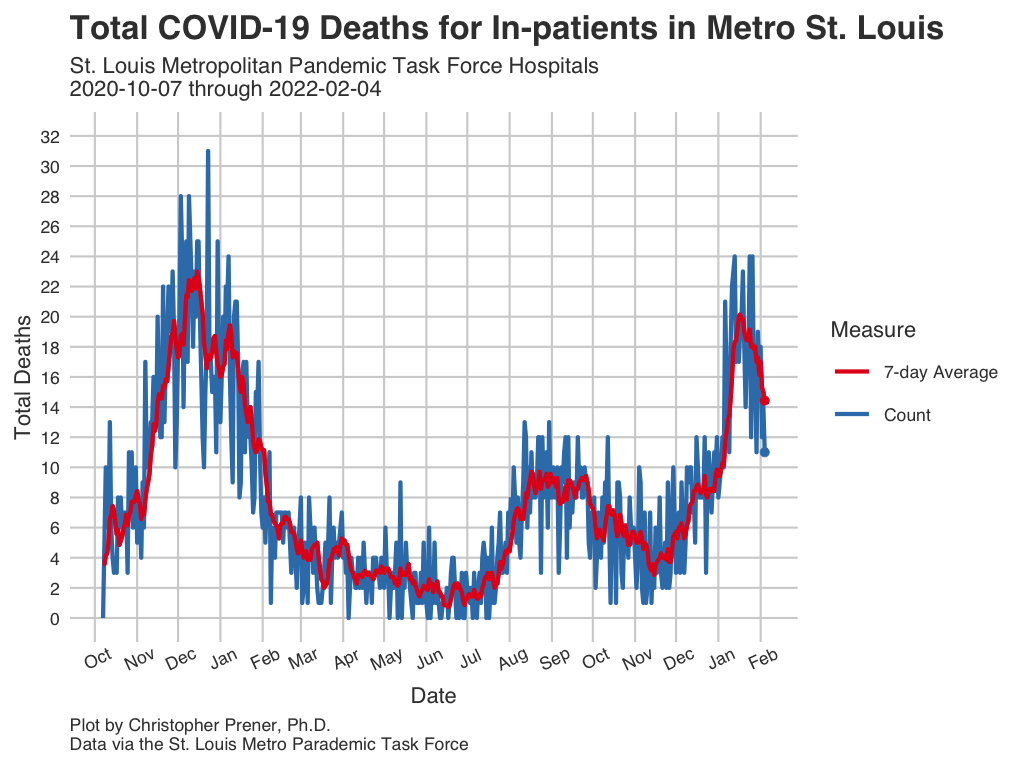 Total COVID-19 Deaths for In-patients in Metro St. Louis
St. Louis Metropolitan Pandemic Task Force Hospitals
2020-10-07 through 2022-02-04
Total Deaths
32
30
28
26
24
22
20
18
16
14
12
10
8
6
4
2
0
Oct Nov Dec Jan Feb Mar Apr May Jun Jul Aug Sep Oct Nov Dec Jan Feb
Date
Measure
7-day Average
Count
Plot by Christopher Prener, Ph.D.
Data via the St. Louis Metro Parademic Task Force